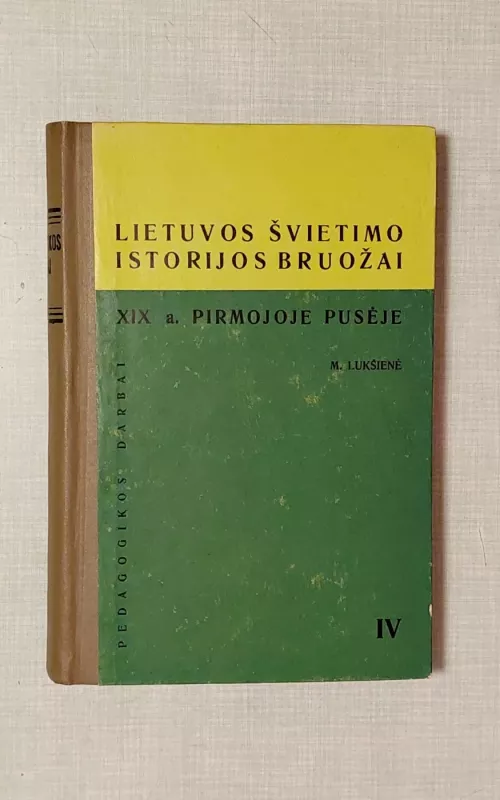 LIETUVOS ŠVIETIMO
ISTORIJOS BRUOŽAI
XIX a. PIRMOJOJE PUSĖJE
M. LUKŠIENĖ
PEDAGOGIKOS DARBAI
IV